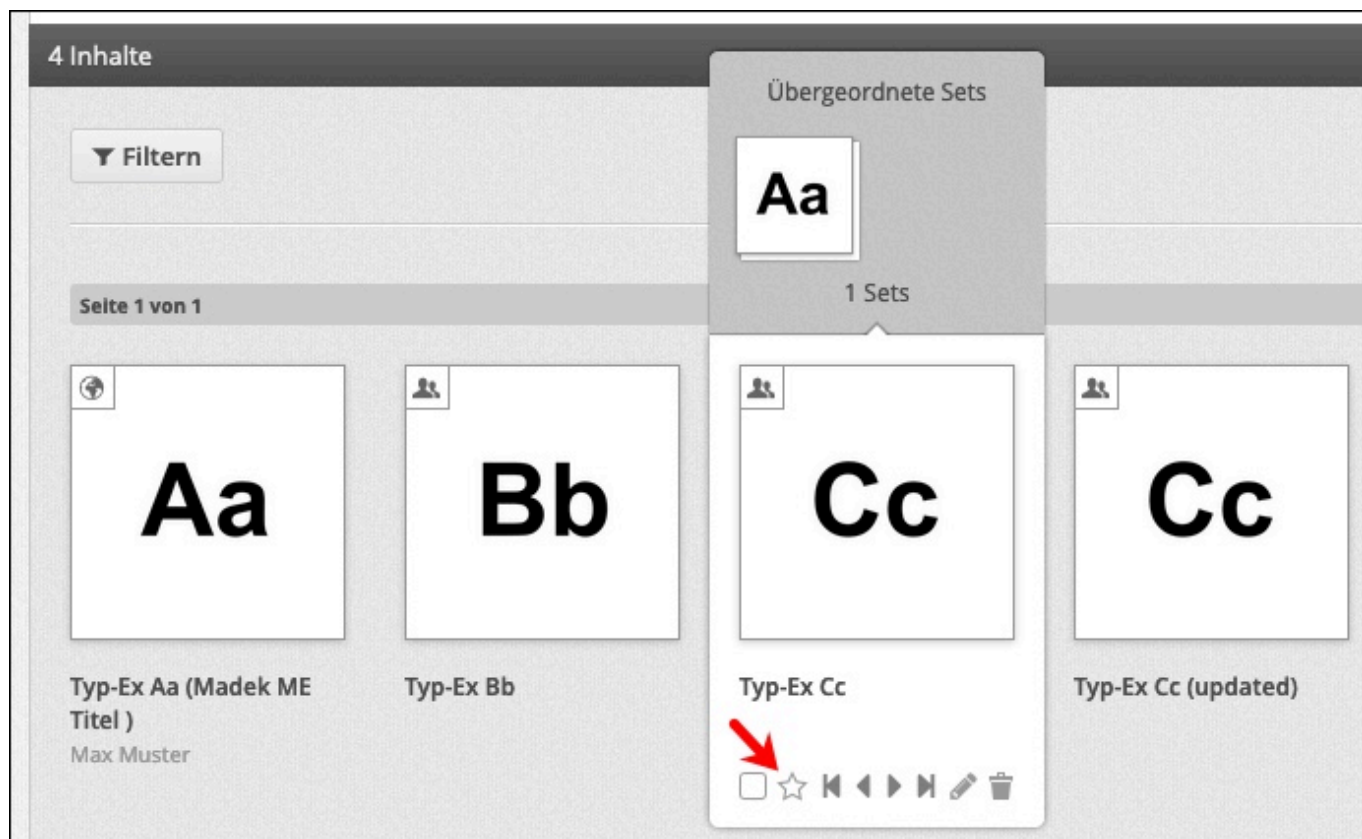 4 Inhalte
Übergeordnete Sets
Filtern
Aa
1 Sets
Seite 1 von 1
Aa
Bb
Cc
Cc
Typ-Ex Aa (Madek ME
Titel )
Max Muster
Typ-Ex Bb
Typ-Ex Cc
Typ-Ex Cc (updated)